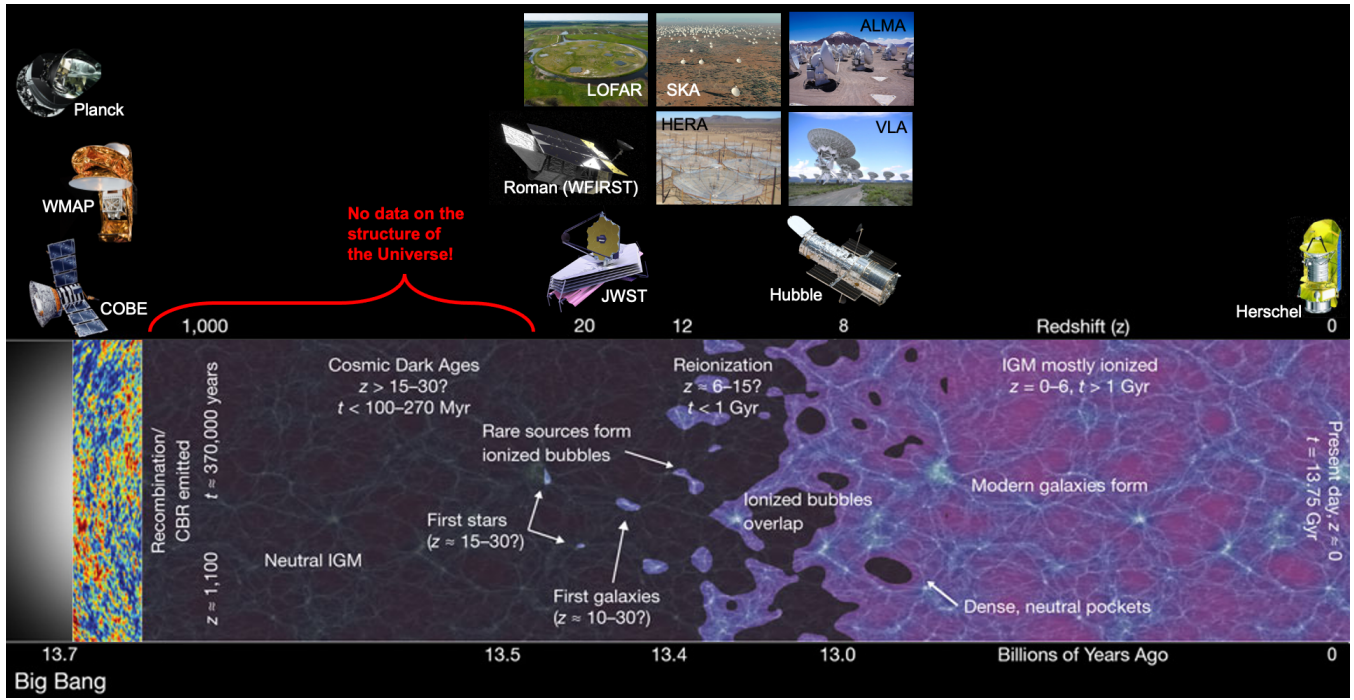 Planck
WMAP
COBE
No data on the
structure of
the Universe!
LOFAR
SKA
ALMA
Roman (WFIRST)
HERA
VLA
JWST
Hubble
Herschel
1,000
20
12
8
Redshift (z)
0
Recombination/
CBR emitted
t ≈ 370,000 years
z ≈ 1,100
Cosmic Dark Ages
z > 15–30?
t < 100–270 Myr
Reionization
z ≈ 6–15?
t < 1 Gyr
IGM mostly ionized
z = 0–6, t > 1 Gyr
Rare sources form
ionized bubbles
Ionized bubbles
overlap
Modern galaxies form
First stars
(z ≈ 15–30?)
Neutral IGM
First galaxies
(z ≈ 10–30?)
Dense, neutral pockets
Present day, z ≈ 0
t = 13.75 Gyr
13.7
13.5
13.4
13.0
Billions of Years Ago
0
Big Bang